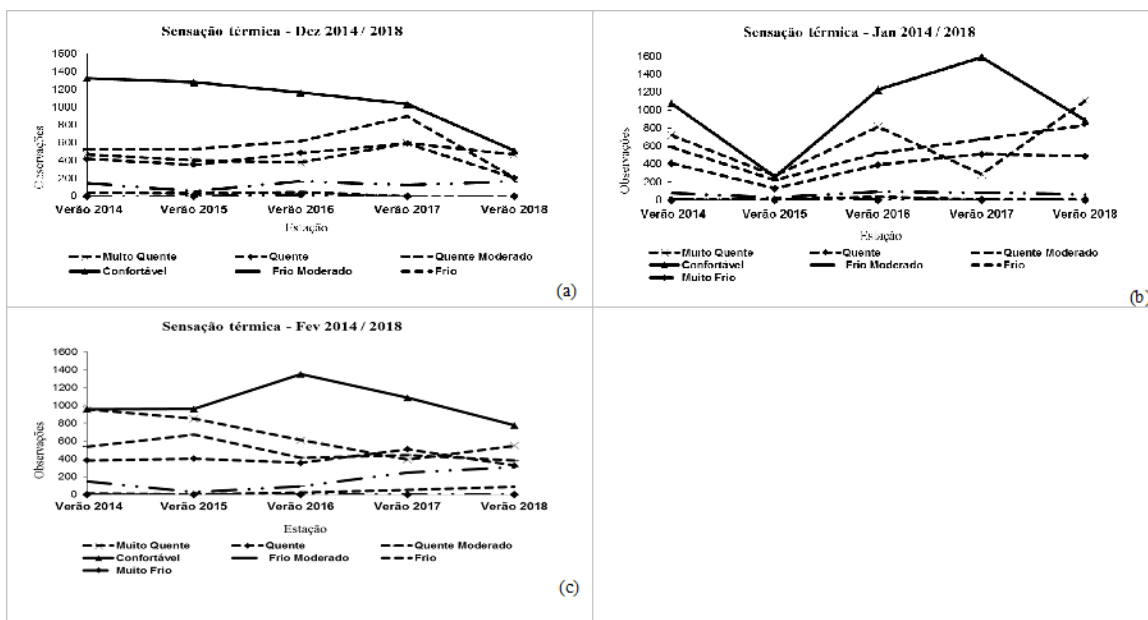 Sensação térmica - Dez 2014 / 2018
1600
1400
1200
1000
800
600
400
200
0
Observações
Verão 2014 Verão 2015 Verão 2016 Verão 2017 Verão 2018
Estação
Muito Quente Quente Quente Moderado
Confortável Frio Moderado Frio
Muito Frio
(a)
Sensação térmica - Jan 2014 / 2018
1600
1400
1200
1000
800
600
400
200
0
Observações
Verão 2014 Verão 2015 Verão 2016 Verão 2017 Verão 2018
Estação
Muito Quente Quente Quente Moderado
Confortável Frio Moderado Frio
Muito Frio
(b)
Sensação térmica - Fev 2014 / 2018
1600
1400
1200
1000
800
600
400
200
0
Observações
Verão 2014 Verão 2015 Verão 2016 Verão 2017 Verão 2018
Estação
Muito Quente Quente Quente Moderado
Confortável Frio Moderado Frio
Muito Frio
(c)